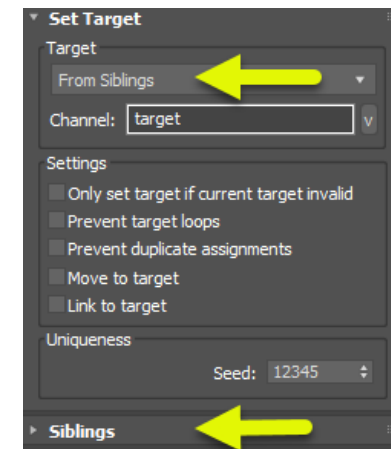 Set Target
Target
From Siblings
Channel: target v
Settings
Only set target if current target invalid
Prevent target loops
Prevent duplicate assignments
Move to target
Link to target
Uniqueness
Seed: 12345
Siblings